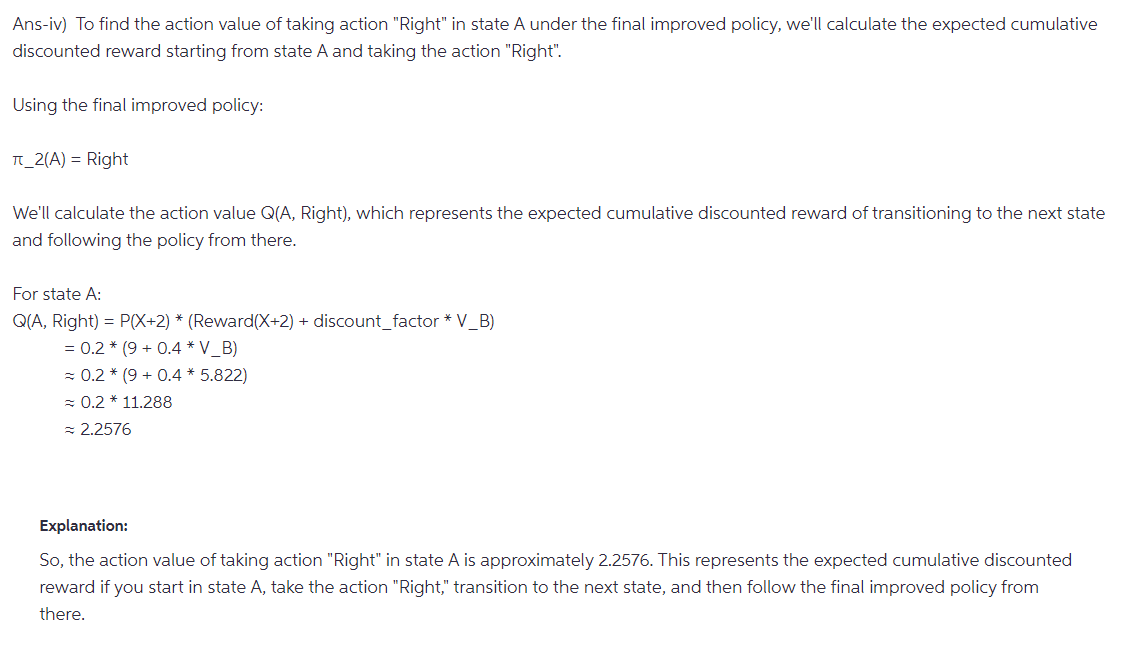 Ans-iv) To find the action value of taking action "Right" in state A under the final improved policy, we'll calculate the expected cumulative
discounted reward starting from state A and taking the action "Right".
Using the final improved policy:
π_2(A) = Right
We'll calculate the action value Q(A, Right), which represents the expected cumulative discounted reward of transitioning to the next state
and following the policy from there.
For state A:
Q(A, Right) = P(X+2) * (Reward(X+2) + discount_factor * V_B)
= 0.2 * (9 + 0.4 * V_B)
≈ 0.2 * (9 + 0.4 * 5.822)
≈ 0.2 * 11.288
≈ 2.2576
Explanation:
So, the action value of taking action "Right" in state A is approximately 2.2576. This represents the expected cumulative discounted
reward if you start in state A, take the action "Right," transition to the next state, and then follow the final improved policy from
there.